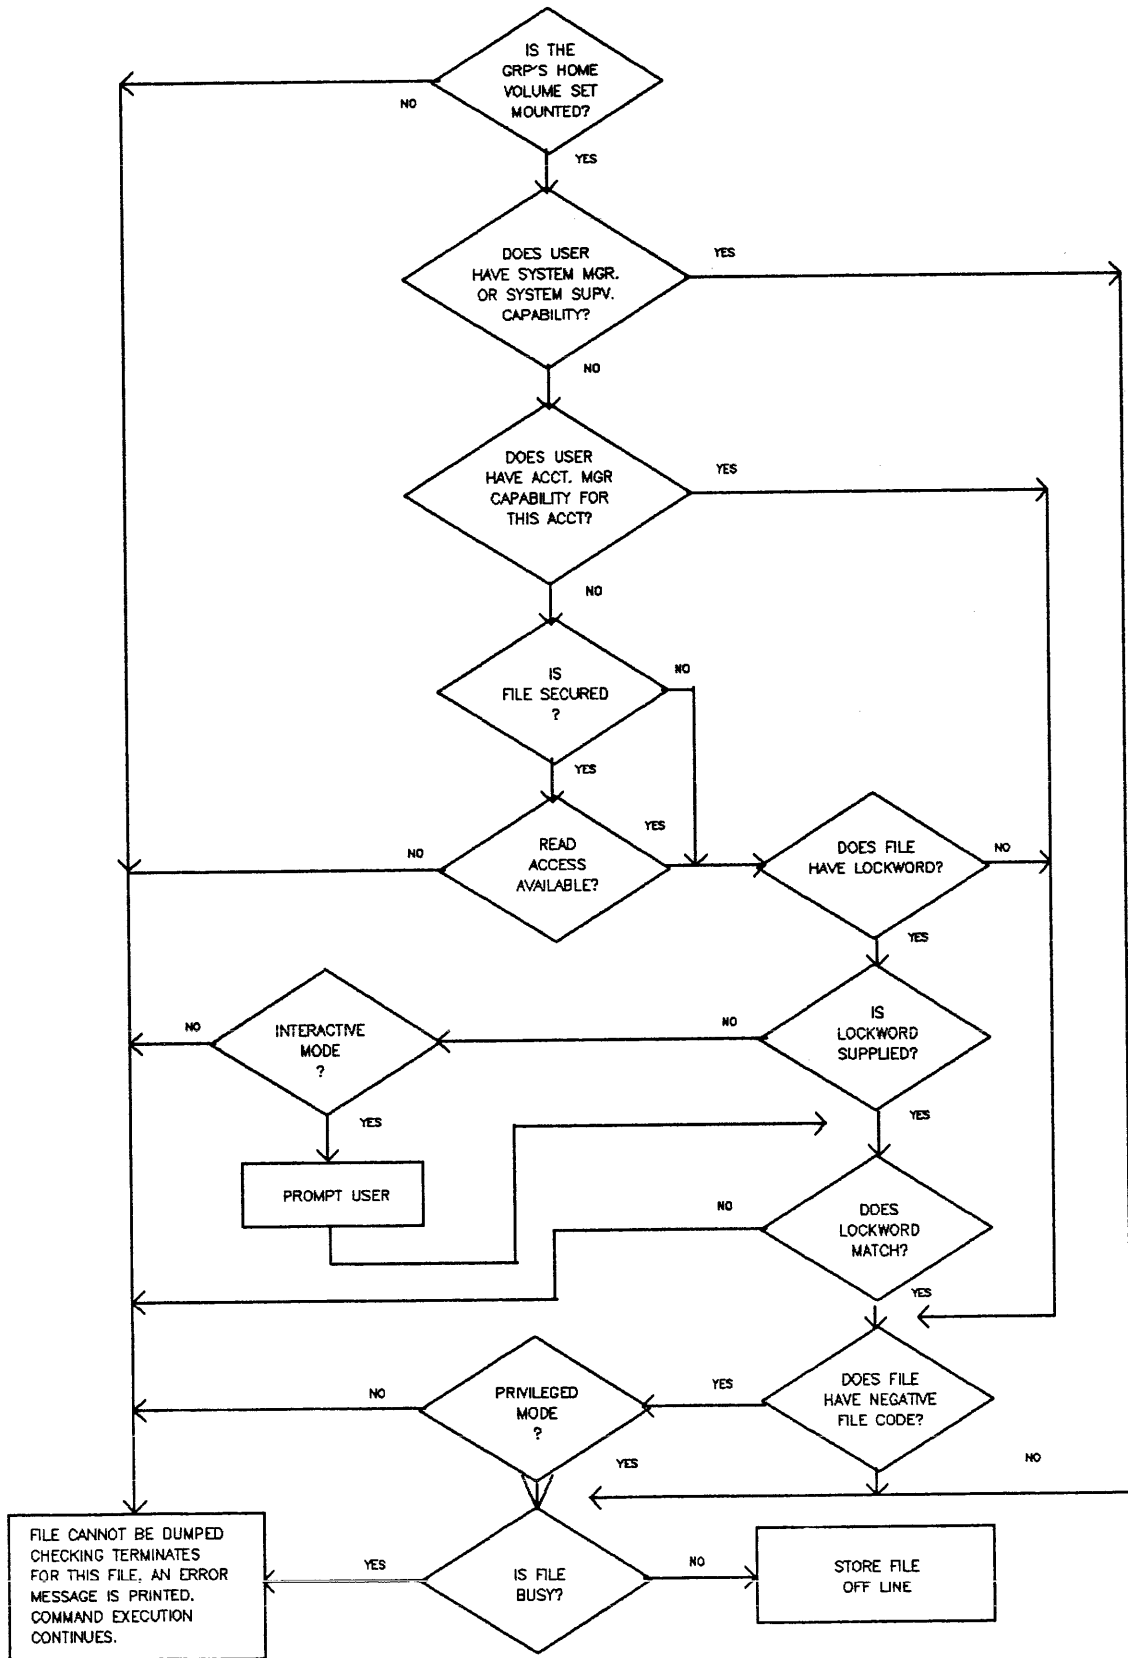 IS THE
GRP'S HOME
VOLUME SET
MOUNTED?
NO
YES
DOES USER
HAVE SYSTEM MGR.
OR SYSTEM SUPV.
CAPABILITY?
YES
NO
DOES USER
HAVE ACCT. MGR
CAPABILITY FOR
THIS ACCT?
YES
NO
IS
FILE SECURED
?
NO
YES
READ
ACCESS
AVAILABLE?
NO
YES
DOES FILE
HAVE LOCKWORD?
NO
YES
IS
LOCKWORD
SUPPLIED?
NO
YES
INTERACTIVE
MODE
?
NO
YES
PROMPT USER
DOES
LOCKWORD
MATCH?
NO
YES
DOES FILE
HAVE NEGATIVE
FILE CODE?
YES
NO
PRIVILEGED
MODE
?
NO
YES
FILE CANNOT BE DUMPED
CHECKING TERMINATES
FOR THIS FILE. AN ERROR
MESSAGE IS PRINTED.
COMMAND EXECUTION
CONTINUES.
YES
IS FILE
BUSY?
NO
STORE FILE
OFF LINE